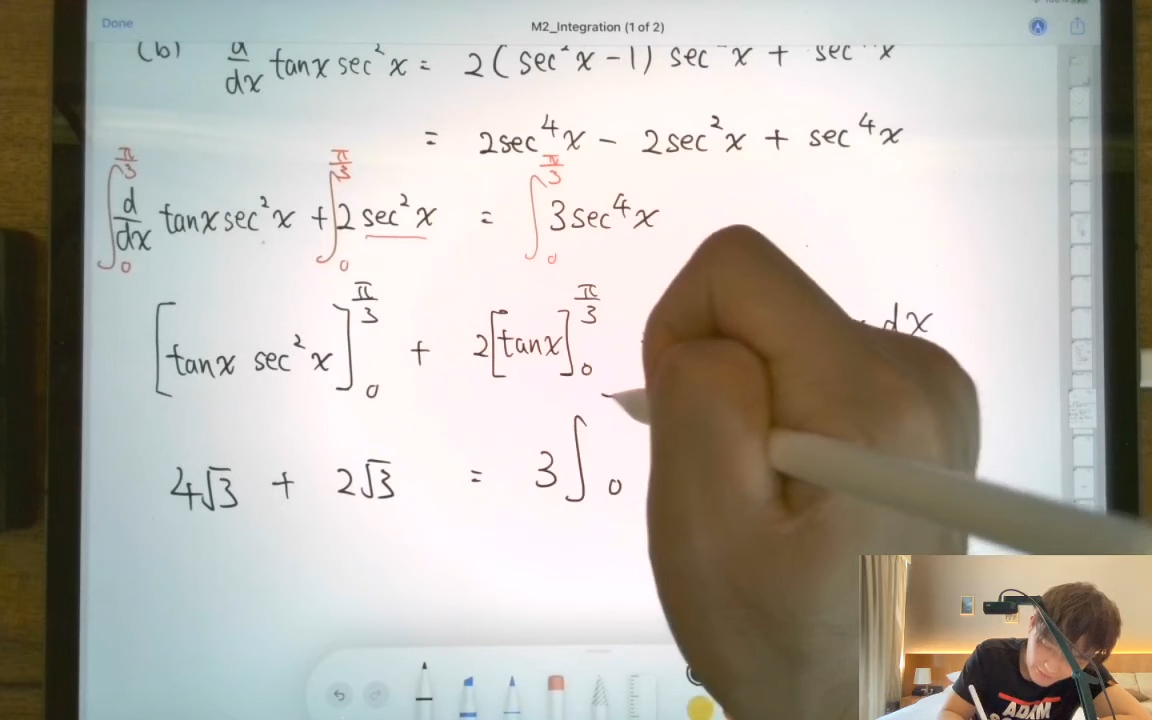 Done M2_Integration (1 of 2)
(b) d/dx tanx sec²x = 2(sec²x − 1) sec²x + sec⁴x
= 2sec⁴x − 2sec²x + sec⁴x
∫₀^(π/3) d/dx tanx sec²x + ∫₀^(π/3) 2 sec²x = ∫₀^(π/3) 3sec⁴x
[tanx sec²x]₀^(π/3) + 2[tanx]₀^(π/3) dx
4√3 + 2√3 = 3∫₀
ADAM